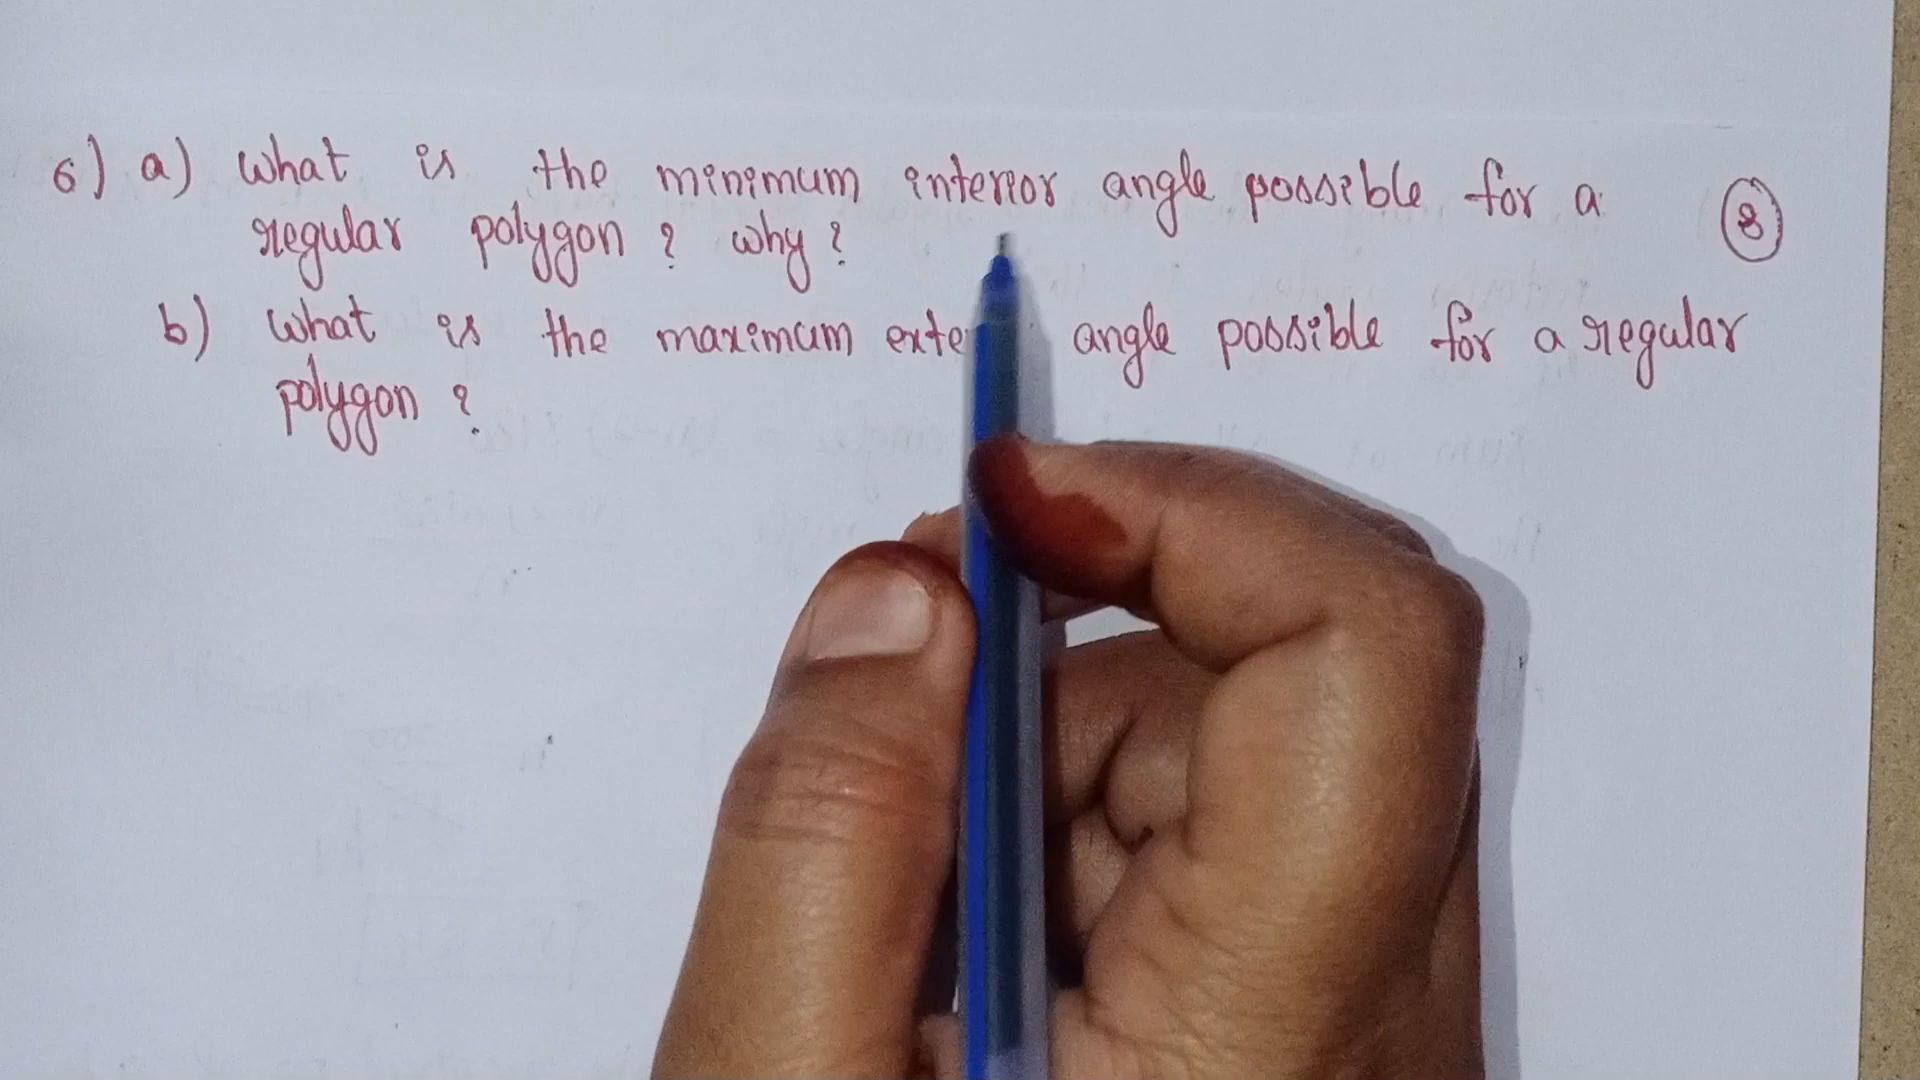 6) a) What is the minimum interior angle possible for a
regular polygon ? why ?
8
b) What is the maximum angle possible for a regular
polygon ?